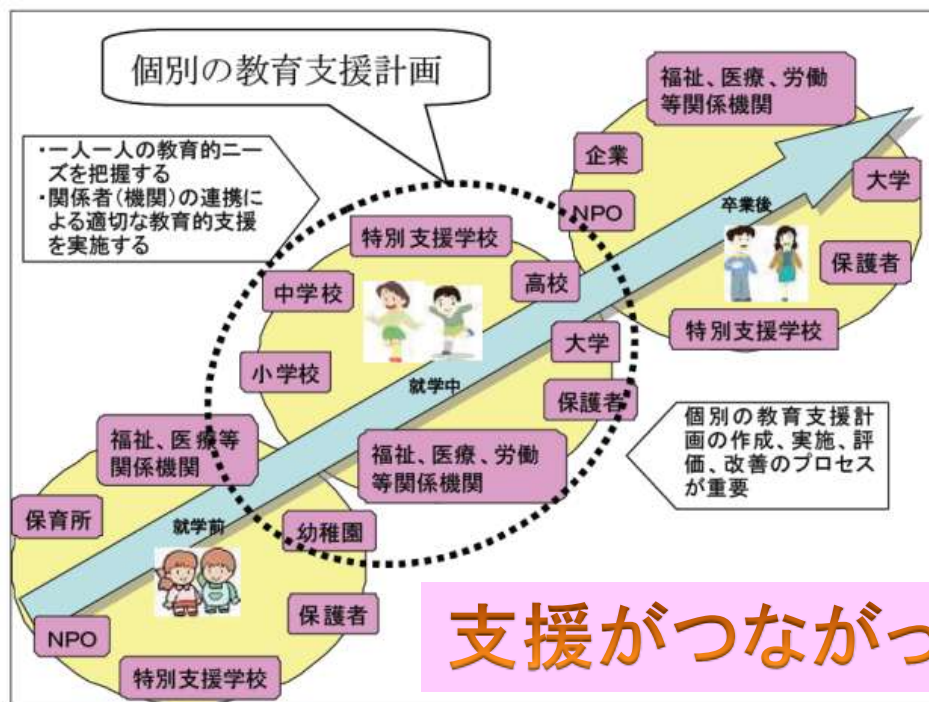 個別の教育支援計画
福祉、医療、労働
等関係機関
・一人一人の教育的ニー
ズを把握する
・関係者(機関)の連携に
よる適切な教育的支援
を実施する
企業
大学
NPO
卒業後
特別支援学校
保護者
中学校
高校
特別支援学校
大学
小学校
就学中
保護者
福祉、医療等
関係機関
福祉、医療、労働
等関係機関
個別の教育支援計
画の作成、実施、評
価、改善のプロセス
が重要
保育所
就学前
幼稚園
保護者
NPO
特別支援学校
支援がつながっ